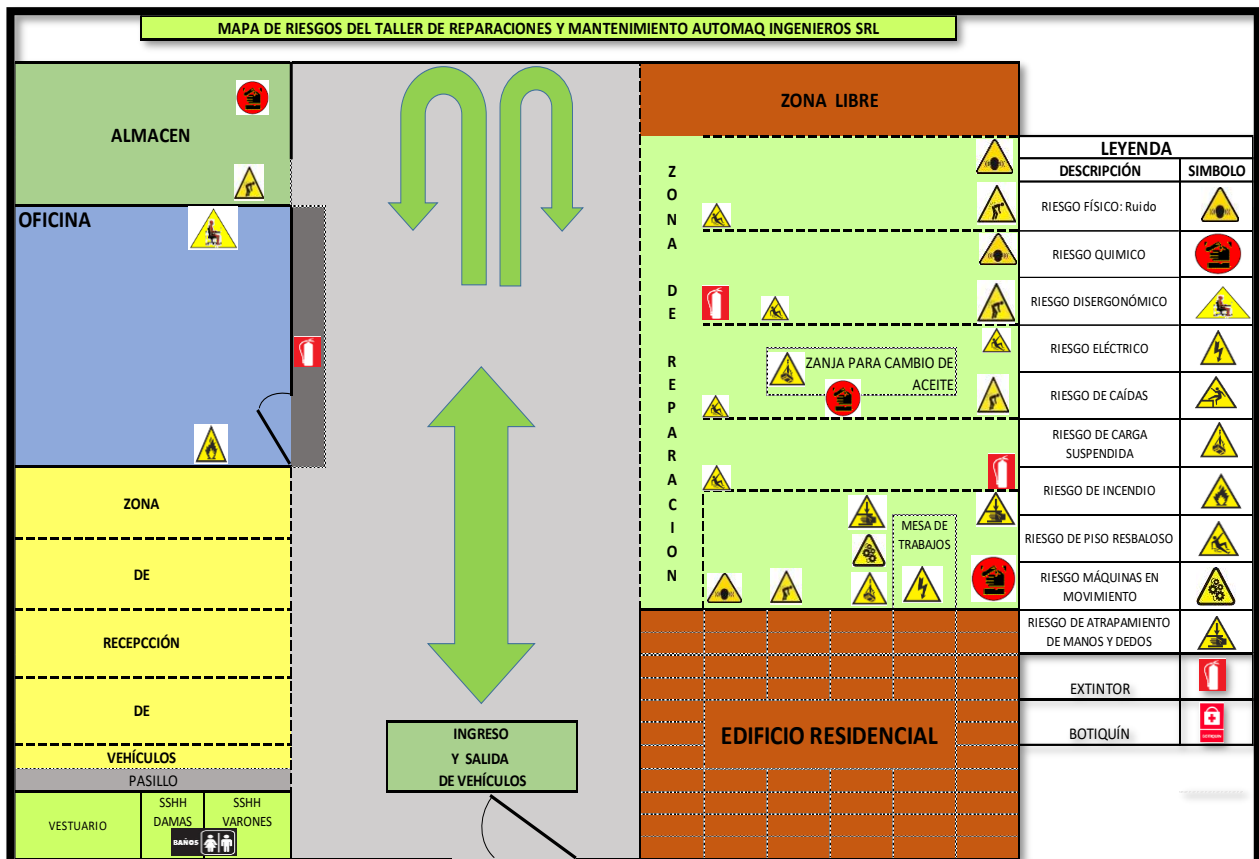 MAPA DE RIESGOS DEL TALLER DE REPARACIONES Y MANTENIMIENTO AUTOMAQ INGENIEROS SRL
ALMACEN
OFICINA
ZONA
DE
RECEPCCIÓN
DE
VEHÍCULOS
PASILLO
VESTUARIO
SSHH
DAMAS
SSHH
VARONES
BAÑOS
INGRESO
Y SALIDA
DE VEHÍCULOS
ZONA LIBRE
Z
O
N
A
D
E
R
E
P
A
R
A
C
I
O
N
ZANJA PARA CAMBIO DE
ACEITE
MESA DE
TRABAJOS
EDIFICIO RESIDENCIAL
LEYENDA
DESCRIPCIÓN SIMBOLO
RIESGO FÍSICO: Ruido
RIESGO QUIMICO
RIESGO DISERGONÓMICO
RIESGO ELÉCTRICO
RIESGO DE CAÍDAS
RIESGO DE CARGA
SUSPENDIDA
RIESGO DE INCENDIO
RIESGO DE PISO RESBALOSO
RIESGO MÁQUINAS EN
MOVIMIENTO
RIESGO DE ATRAPAMIENTO
DE MANOS Y DEDOS
EXTINTOR
BOTIQUÍN
BOTIQUIN